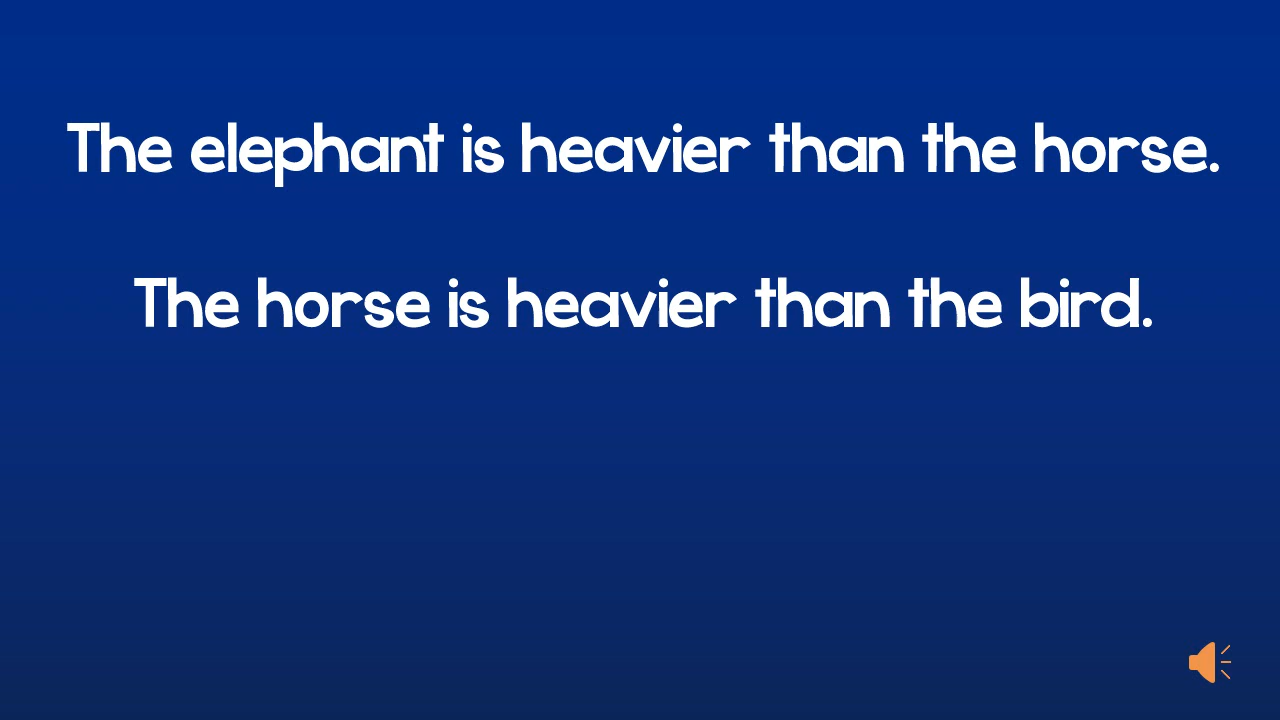 The elephant is heavier than the horse.
The horse is heavier than the bird.